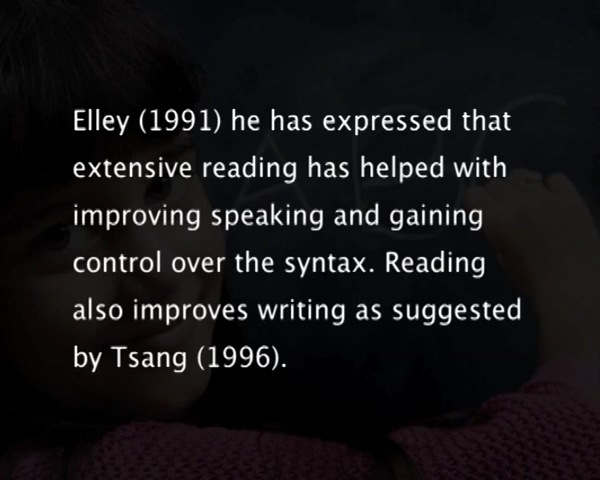 ABC
Elley (1991) he has expressed that
extensive reading has helped with
improving speaking and gaining
control over the syntax. Reading
also improves writing as suggested
by Tsang (1996).